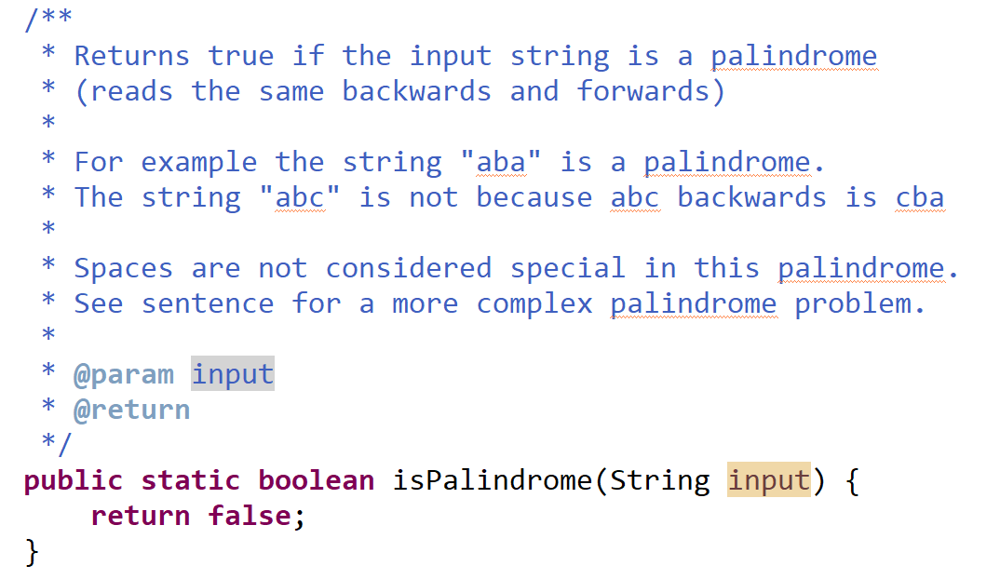 /**
 * Returns true if the input string is a palindrome
 * (reads the same backwards and forwards)
 *
 * For example the string "aba" is a palindrome.
 * The string "abc" is not because abc backwards is cba
 *
 * Spaces are not considered special in this palindrome.
 * See sentence for a more complex palindrome problem.
 *
 * @param input
 * @return
 */
public static boolean isPalindrome(String input) {
    return false;
}